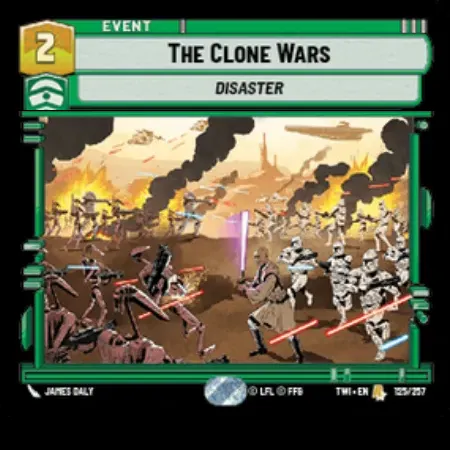 EVENT
2
THE CLONE WARS
DISASTER
JAMES DALY
© LFL © FFG
TWI • EN
125/257